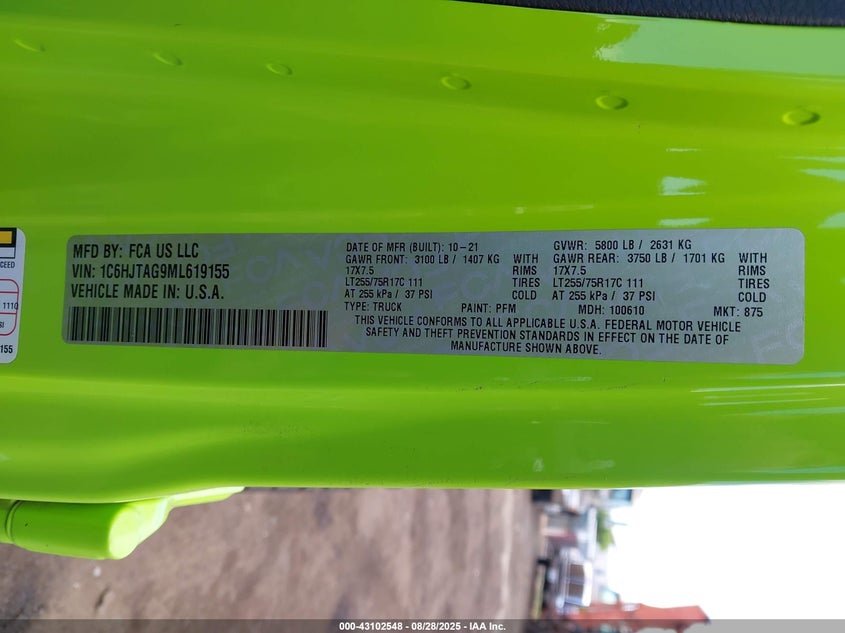 CEED
1110
SI
9155
MFD BY: FCA US LLC
VIN: 1C6HJTAG9ML619155
VEHICLE MADE IN U.S.A.
DATE OF MFR (BUILT): 10-21
GAWR FRONT: 3100 LB / 1407 KG WITH
17X7.5 RIMS
LT255/75R17C 111 TIRES
AT 255 kPa / 37 PSI COLD
TYPE: TRUCK PAINT: PFM
GVWR: 5800 LB / 2631 KG
GAWR REAR: 3750 LB / 1701 KG WITH
17X7.5 RIMS
LT255/75R17C 111 TIRES
AT 255 kPa / 37 PSI COLD
MDH: 100610 MKT: 875
THIS VEHICLE CONFORMS TO ALL APPLICABLE U.S.A. FEDERAL MOTOR VEHICLE
SAFETY AND THEFT PREVENTION STANDARDS IN EFFECT ON THE DATE OF
MANUFACTURE SHOWN ABOVE.
000-43102548 - 08/28/2025 - IAA Inc.